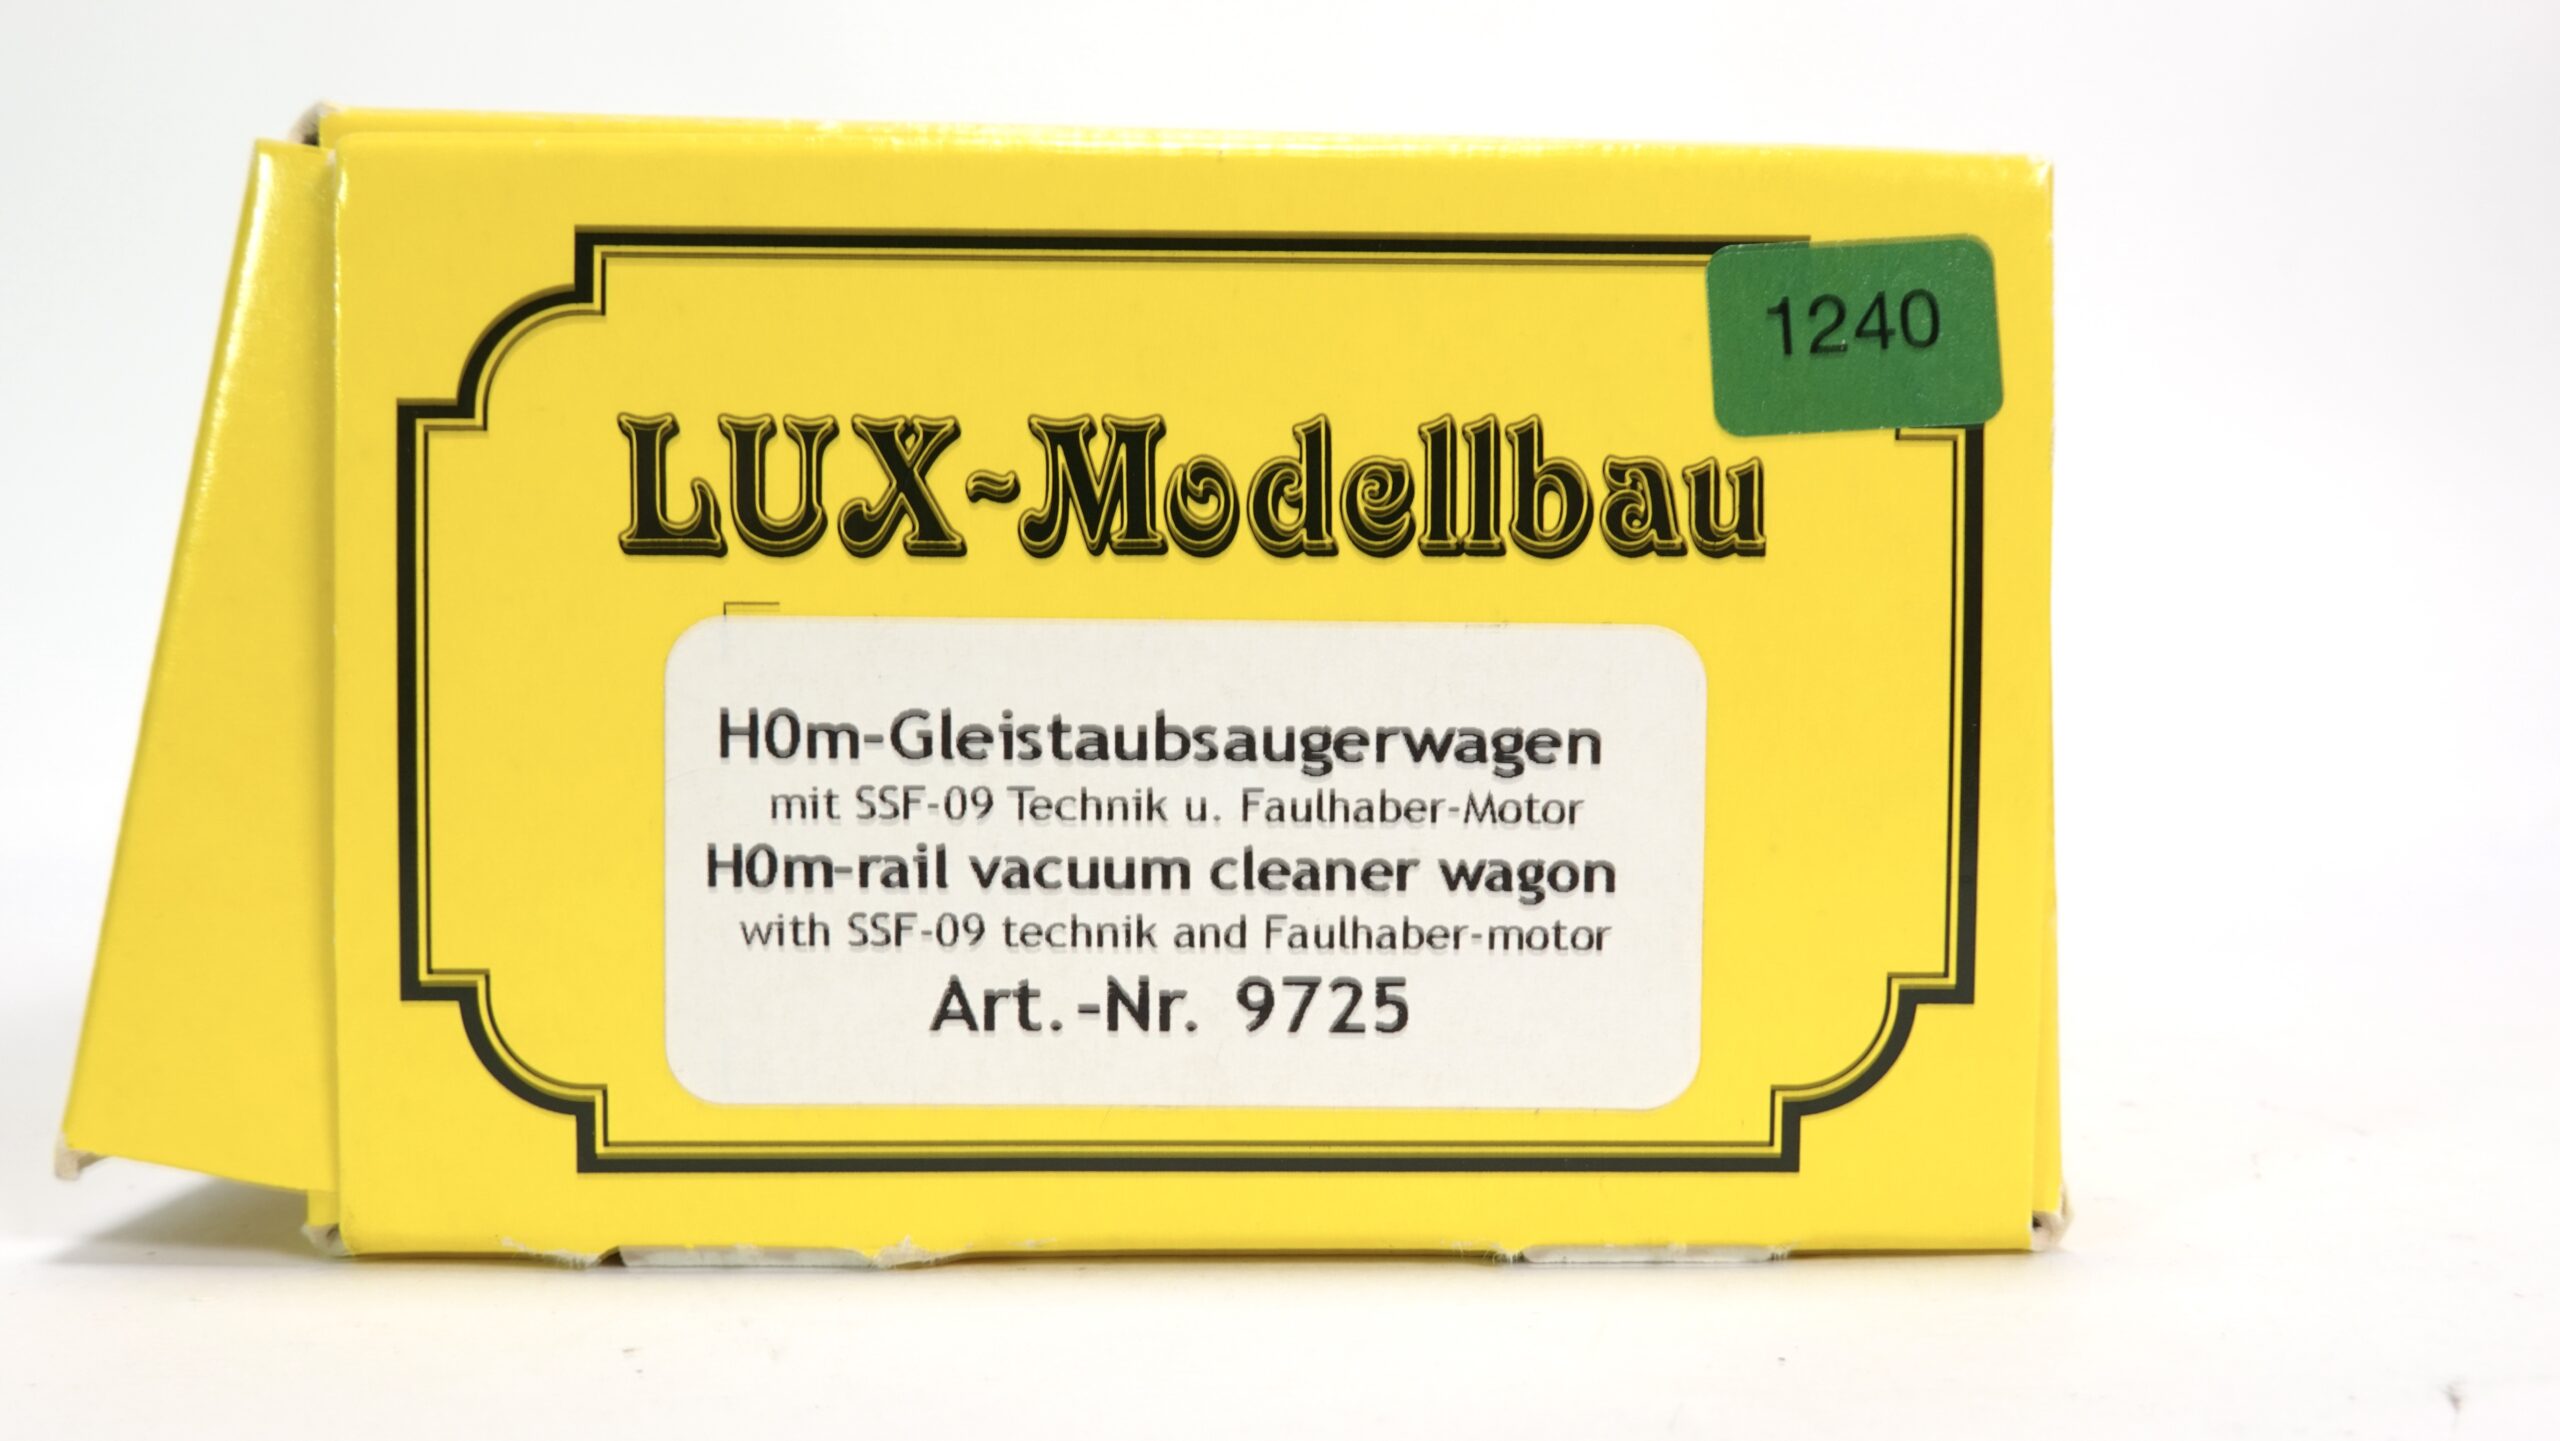 1240
LUX-Modellbau
H0m-Gleistaubsaugerwagen
mit SSF-09 Technik u. Faulhaber-Motor
H0m-rail vacuum cleaner wagon
with SSF-09 technik and Faulhaber-motor
Art.-Nr. 9725